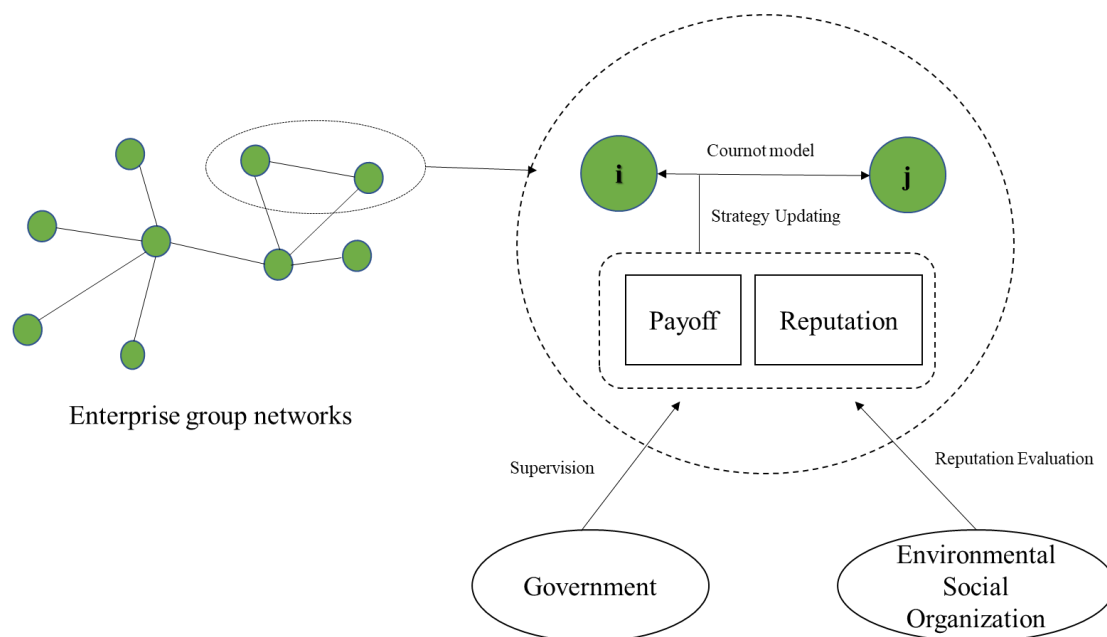 i
Cournot model
j
Strategy Updating
Payoff
Reputation
Enterprise group networks
Supervision
Reputation Evaluation
Government
Environmental
Social
Organization